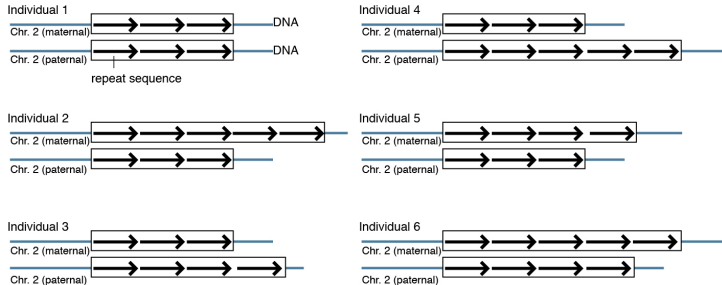 Individual 1
Chr. 2 (maternal) DNA
Chr. 2 (paternal) DNA
repeat sequence
Individual 2
Chr. 2 (maternal)
Chr. 2 (paternal)
Individual 3
Chr. 2 (maternal)
Chr. 2 (paternal)
Individual 4
Chr. 2 (maternal)
Chr. 2 (paternal)
Individual 5
Chr. 2 (maternal)
Chr. 2 (paternal)
Individual 6
Chr. 2 (maternal)
Chr. 2 (paternal)